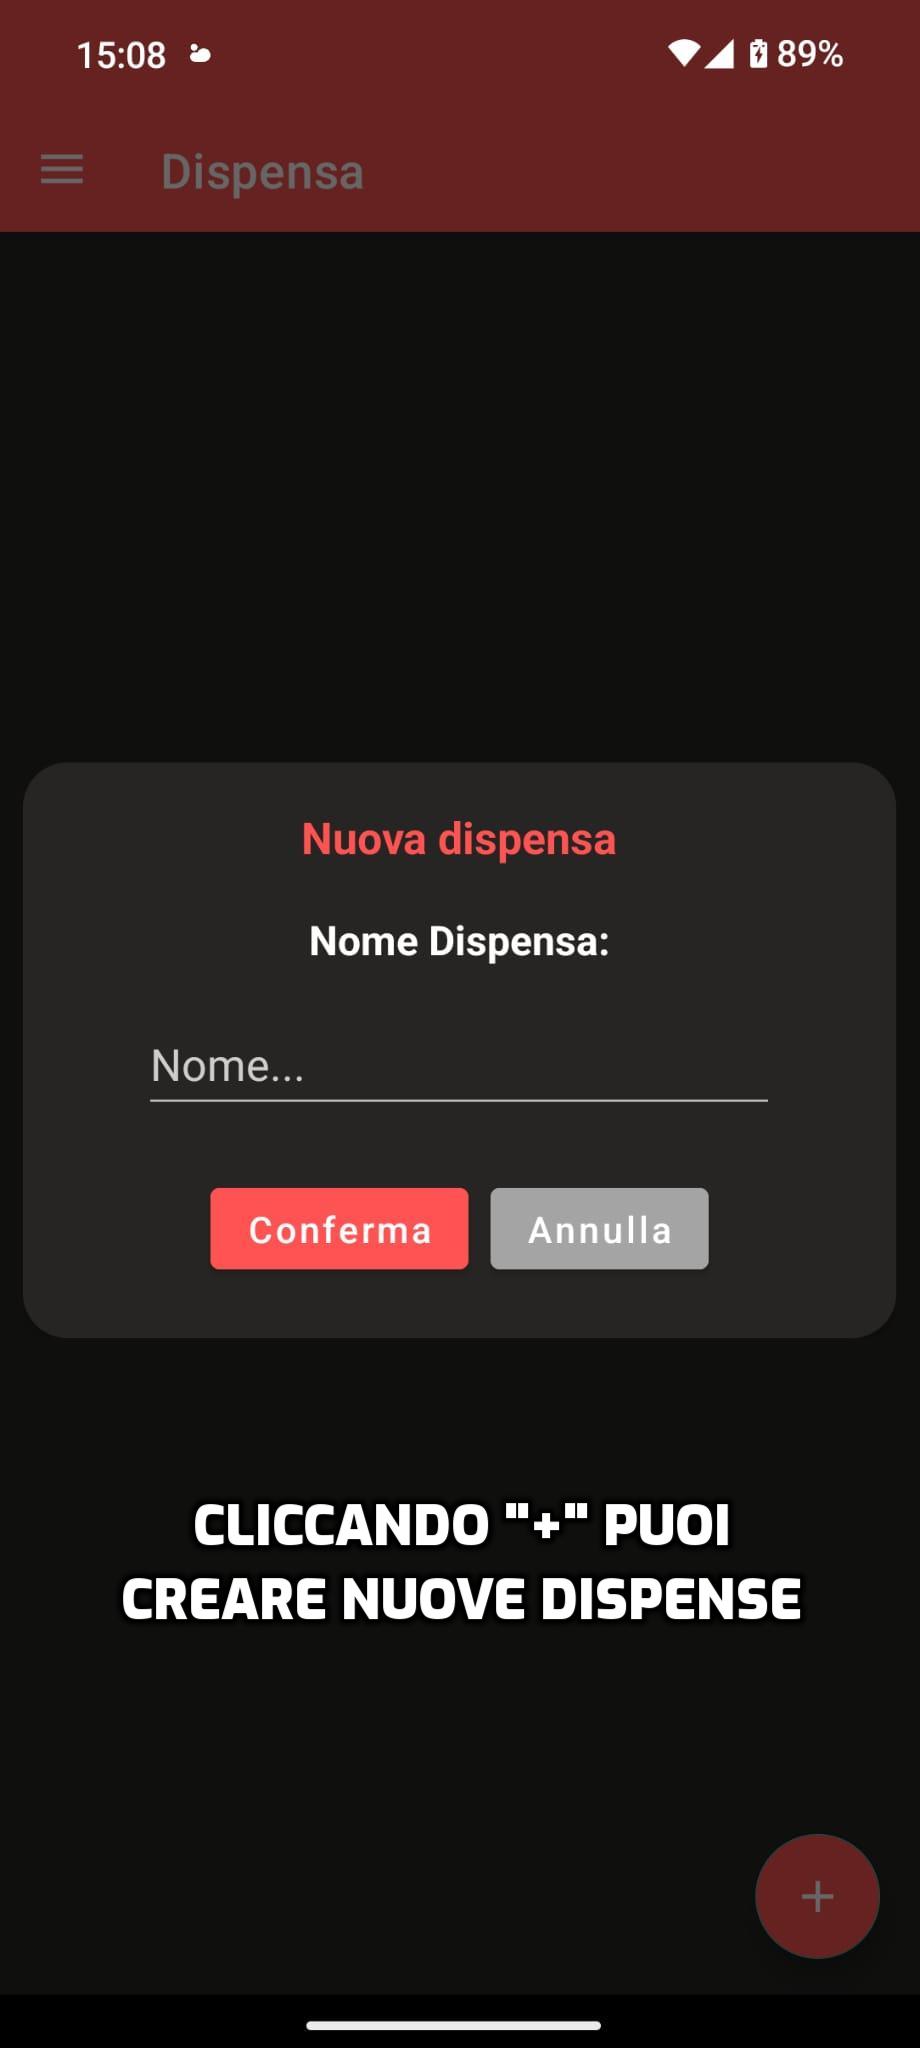 15:08
89%
Dispensa
Nuova dispensa
Nome Dispensa:
Nome...
Conferma
Annulla
CLICCANDO "+" PUOI
CREARE NUOVE DISPENSE
+